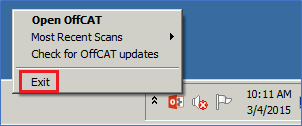 Open OffCAT
Most Recent Scans
Check for OffCAT updates
Exit
10:11 AM
3/4/2015